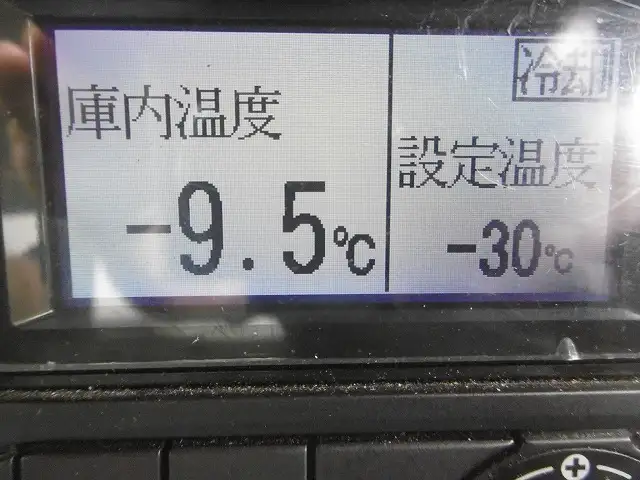 庫内温度
-9.5℃
冷却
設定温度
-30℃